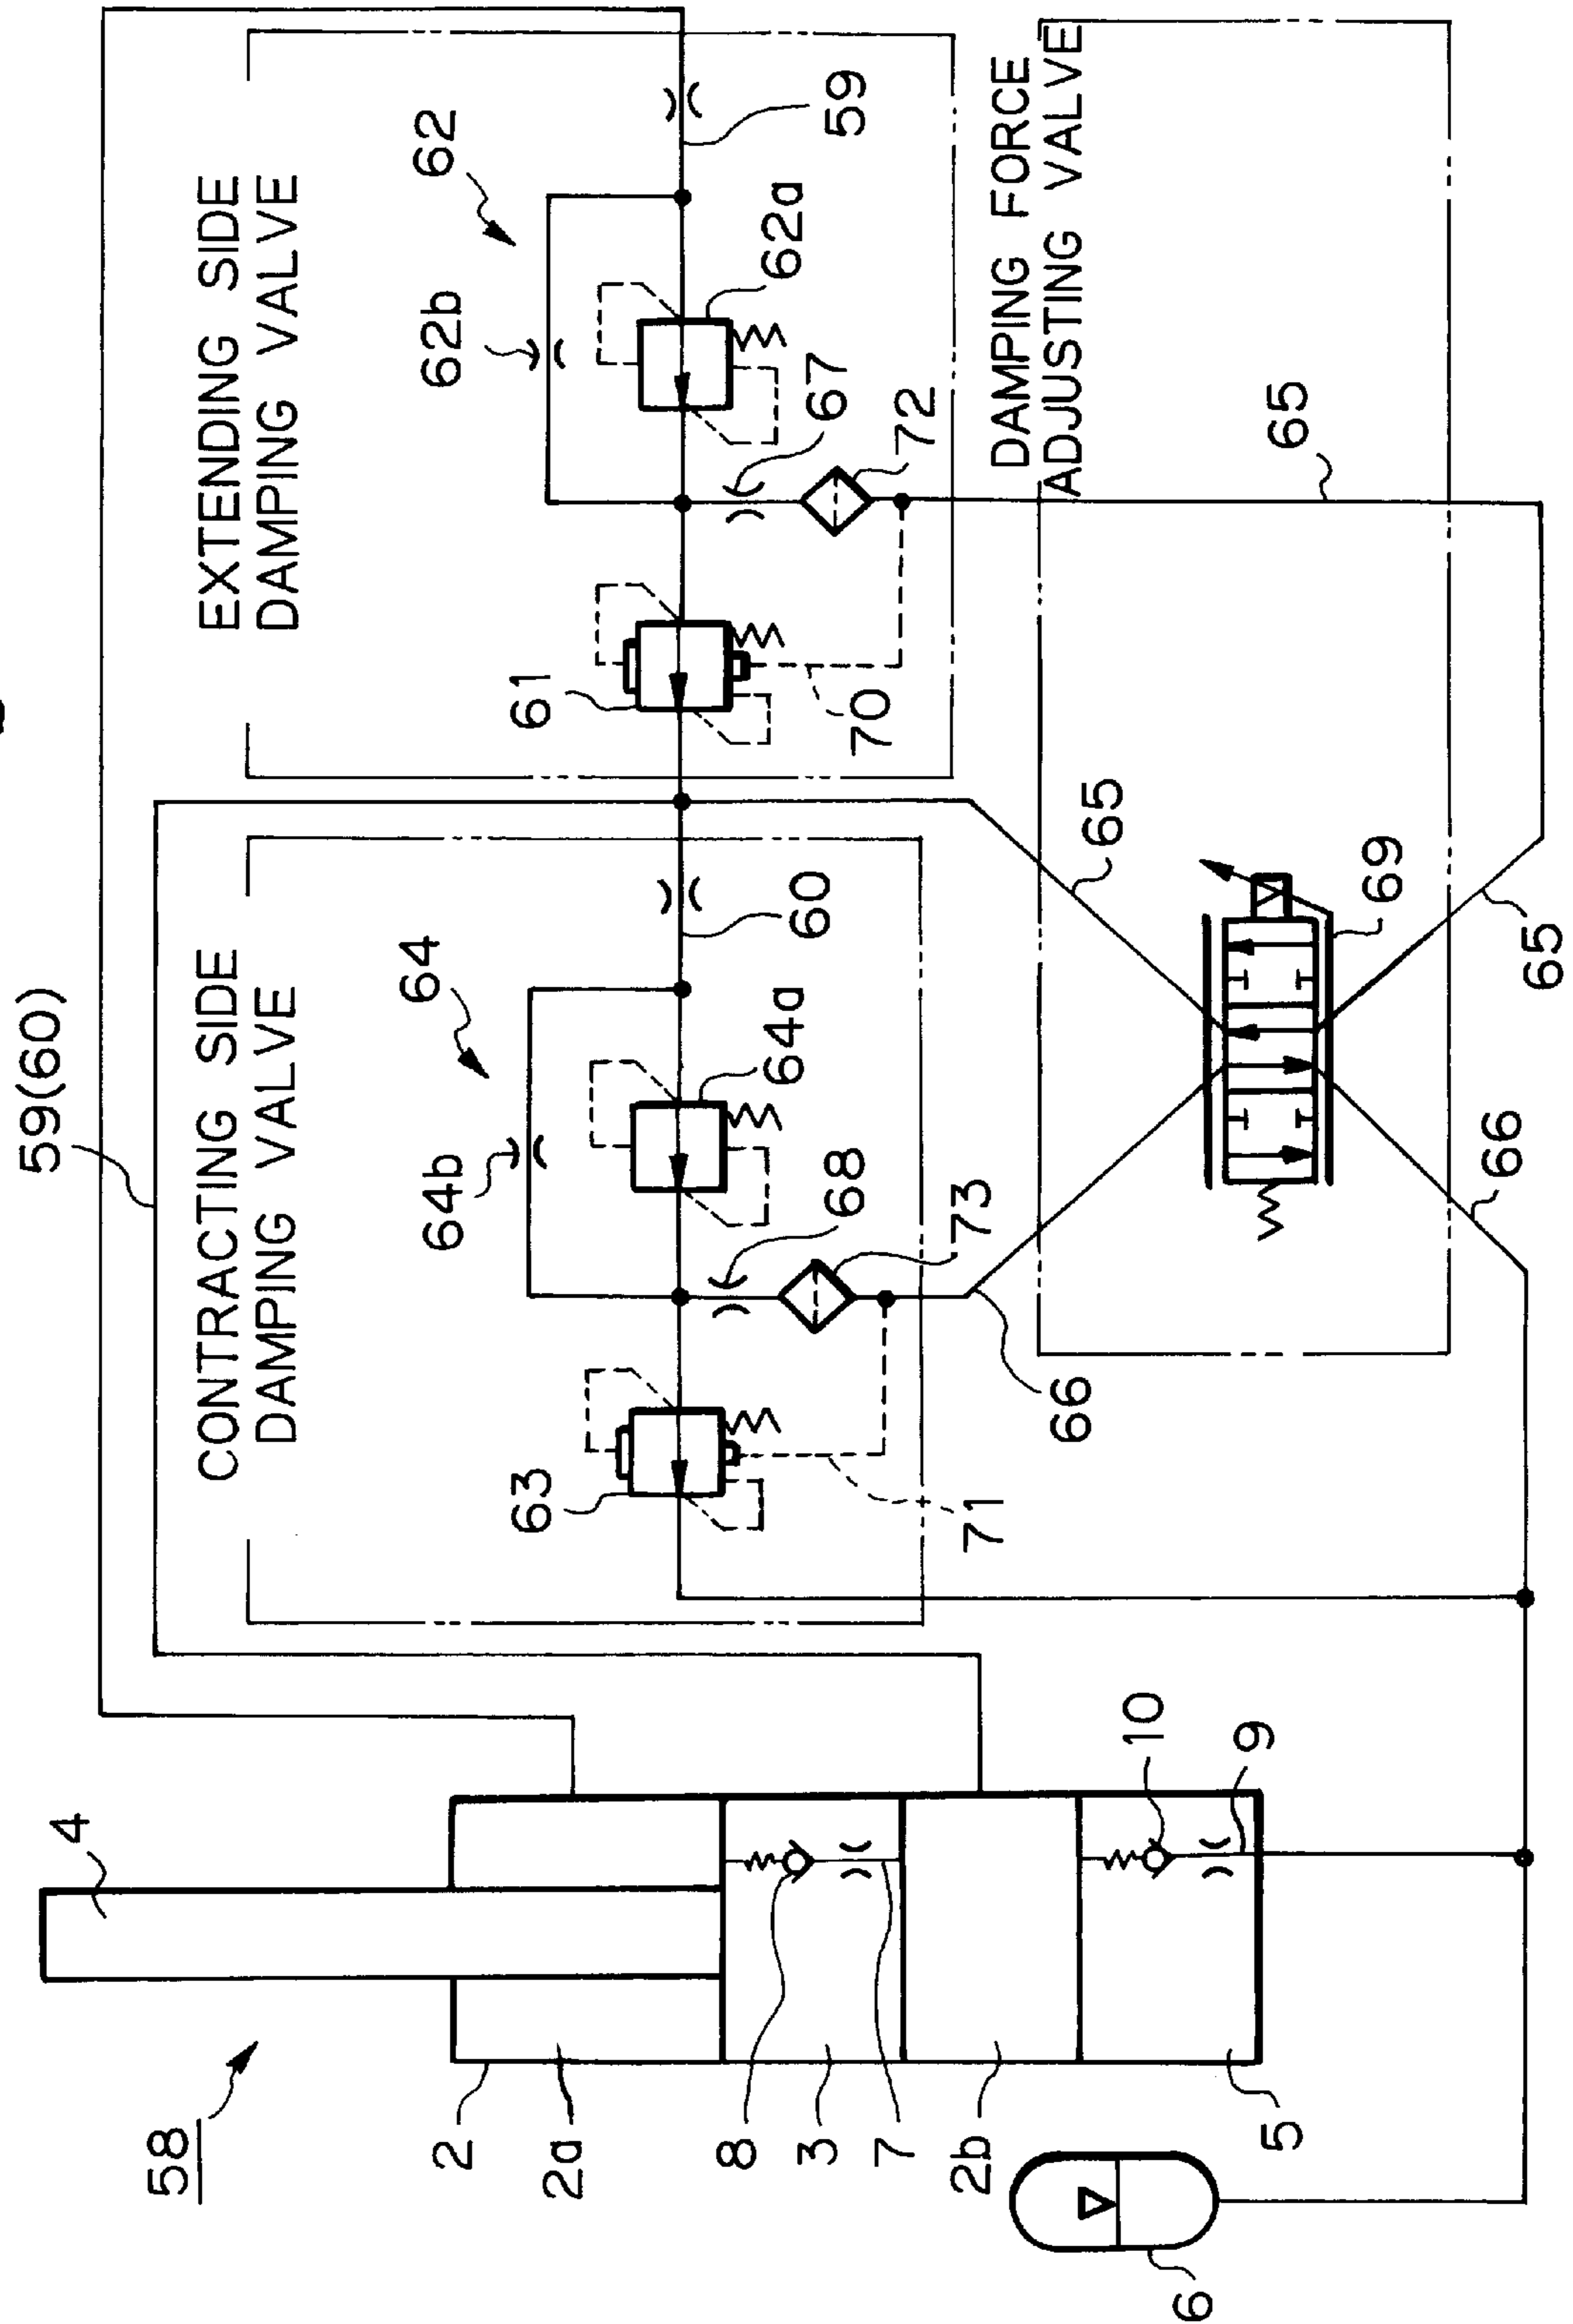 58
4
2
2a
8
3
7
2b
5
6
10
9
59(60)
CONTRACTING SIDE
DAMPING VALVE
64
64b
64a
60
63
68
73
71
66
66
EXTENDING SIDE
DAMPING VALVE
62
62b
62a
59
61
67
72
70
DAMPING FORCE
ADJUSTING VALVE
65
65
65
69